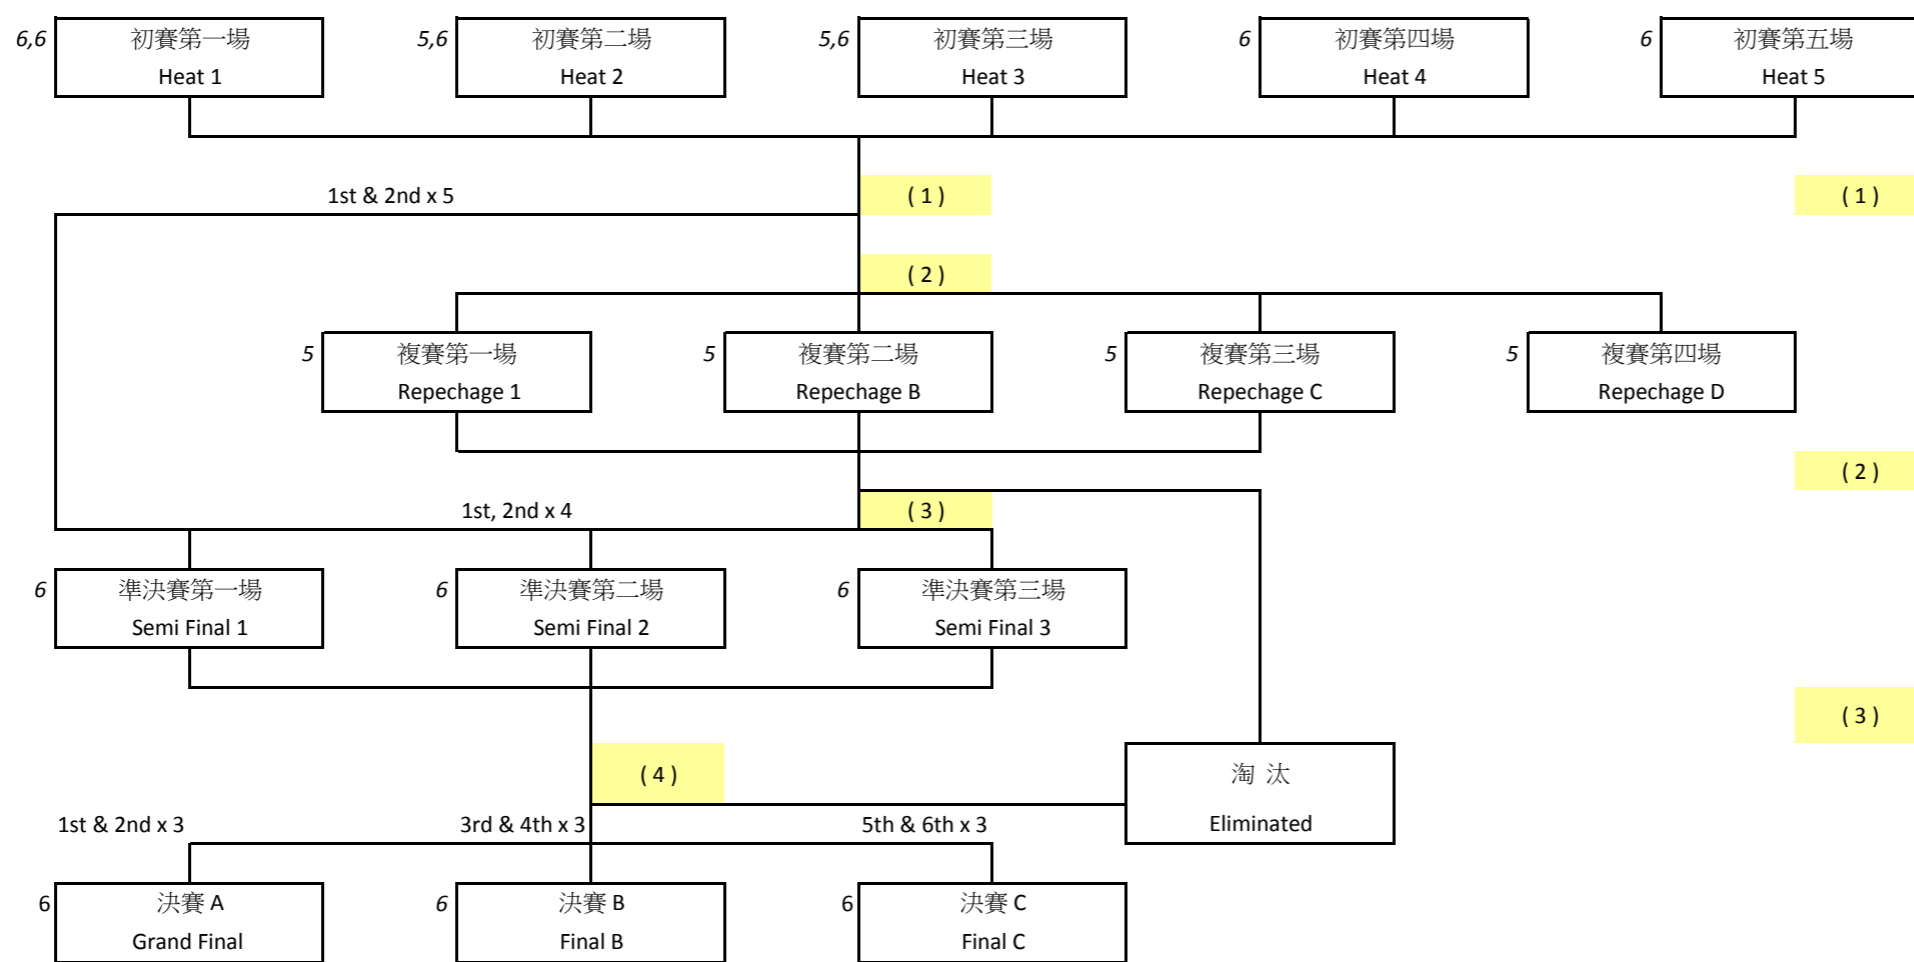 6,6
初賽第一場
Heat 1
5,6
初賽第二場
Heat 2
5,6
初賽第三場
Heat 3
6
初賽第四場
Heat 4
6
初賽第五場
Heat 5
1st & 2nd x 5
( 1 )
( 1 )
( 2 )
5
複賽第一場
Repechage 1
5
複賽第二場
Repechage B
5
複賽第三場
Repechage C
5
複賽第四場
Repechage D
( 2 )
1st, 2nd x 4
( 3 )
6
準決賽第一場
Semi Final 1
6
準決賽第二場
Semi Final 2
6
準決賽第三場
Semi Final 3
( 3 )
( 4 )
淘 汰
Eliminated
1st & 2nd x 3
3rd & 4th x 3
5th & 6th x 3
6
決賽 A
Grand Final
6
決賽 B
Final B
6
決賽 C
Final C